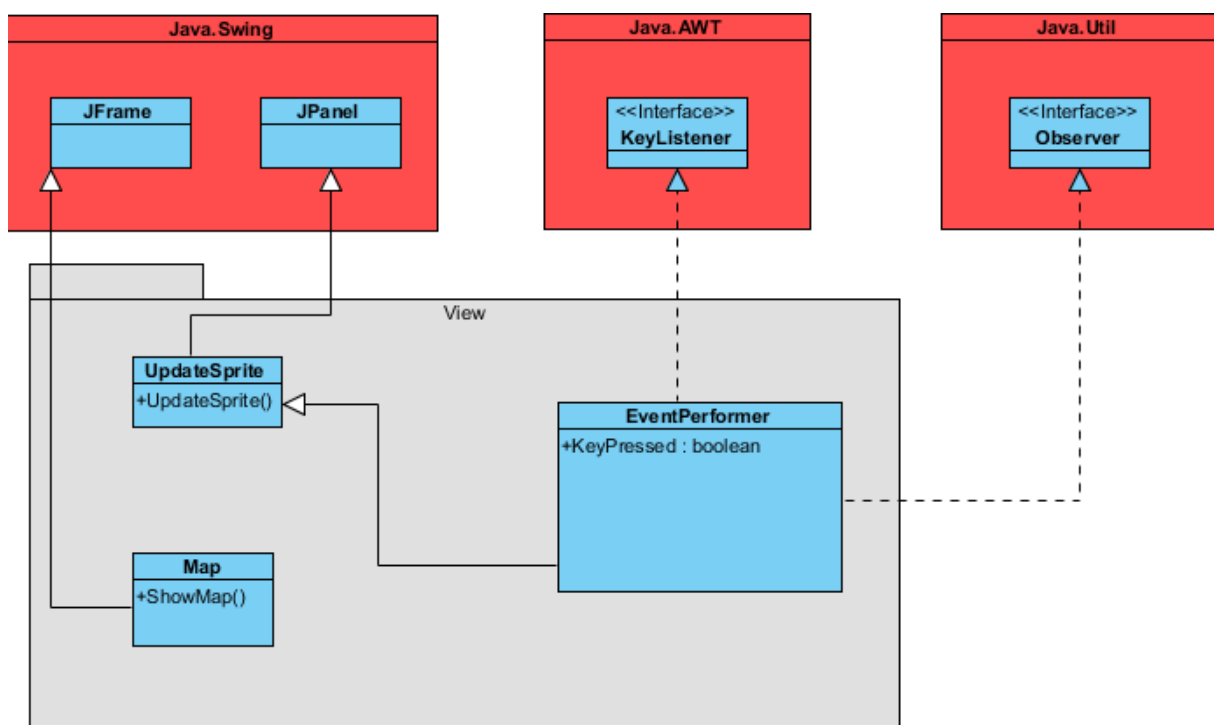 Java.Swing
JFrame
JPanel
Java.AWT
<<Interface>>
KeyListener
Java.Util
<<Interface>>
Observer
View
UpdateSprite
+UpdateSprite()
EventPerformer
+KeyPressed : boolean
Map
+ShowMap()